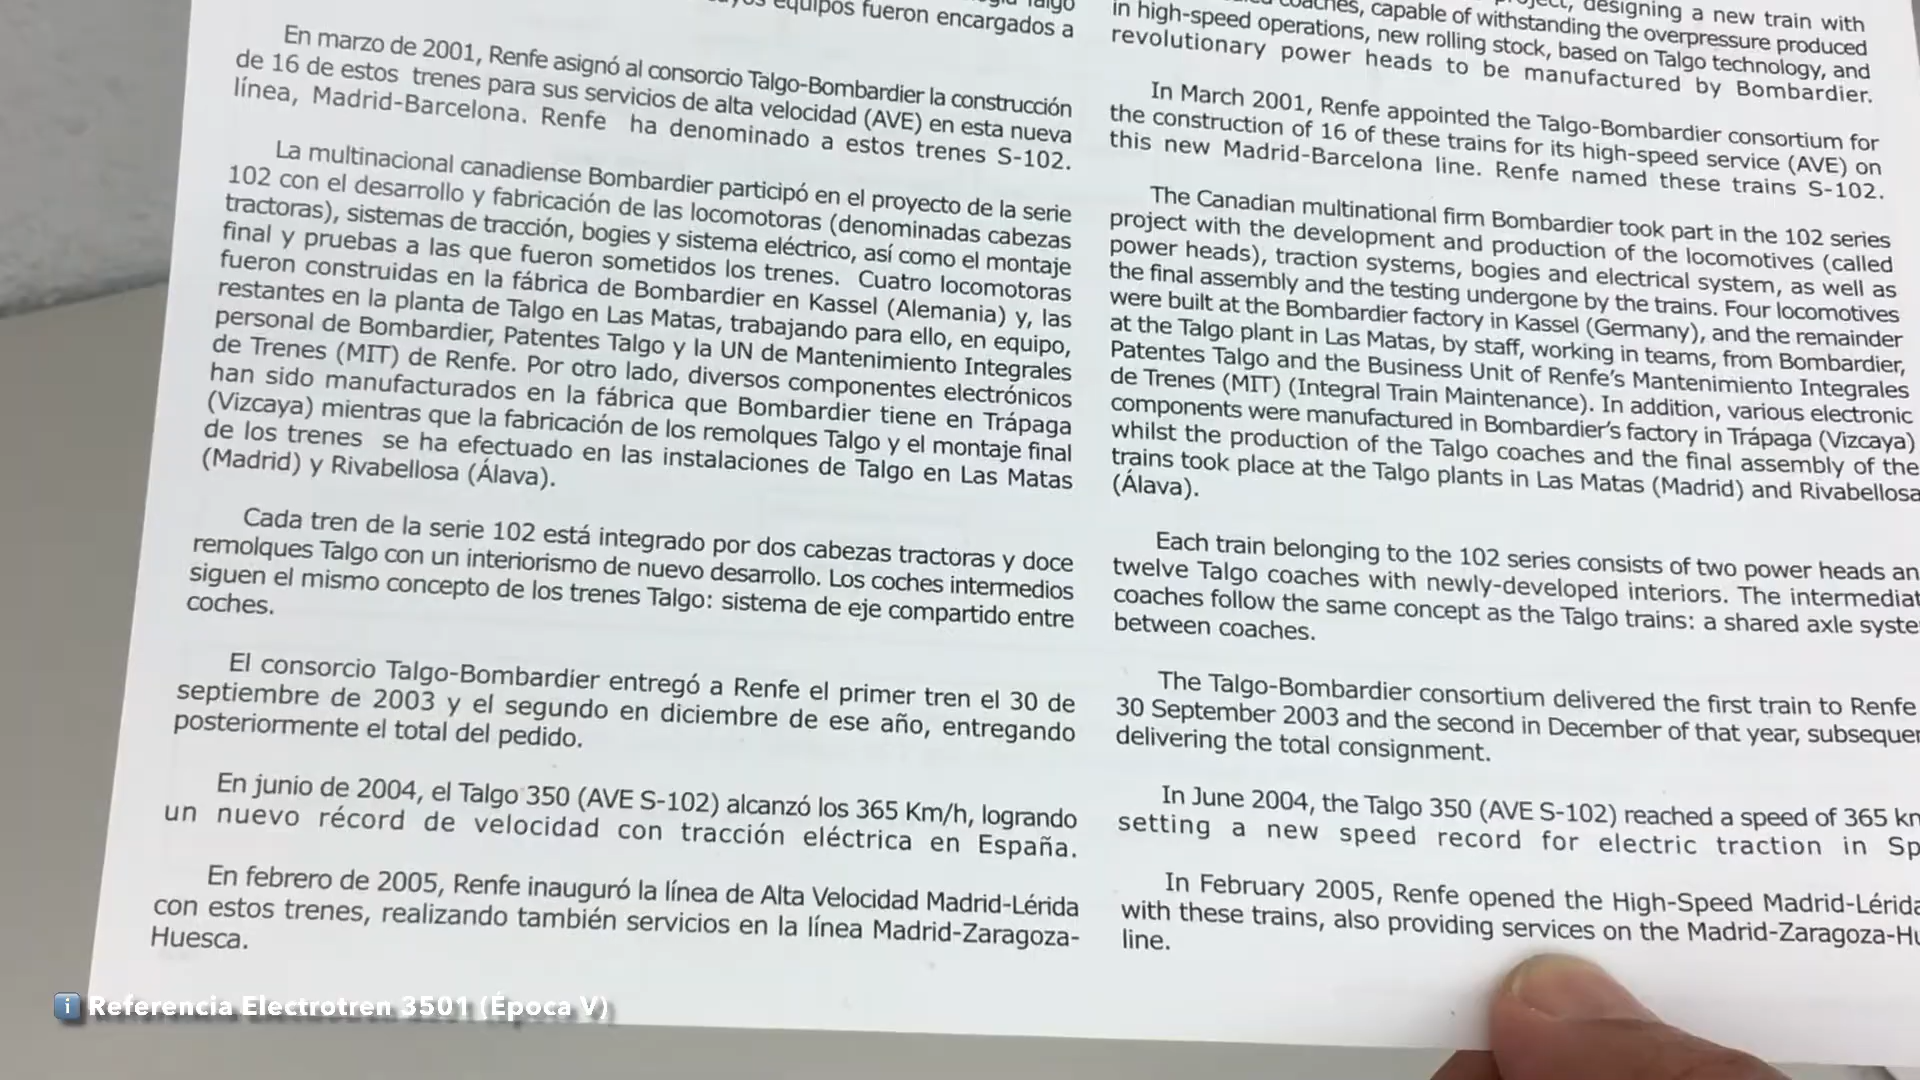 equipos fueron encargados a
En marzo de 2001, Renfe asignó al consorcio Talgo-Bombardier la construcción
de 16 de estos trenes para sus servicios de alta velocidad (AVE) en esta nueva
línea, Madrid-Barcelona. Renfe ha denominado a estos trenes S-102.
La multinacional canadiense Bombardier participó en el proyecto de la serie
102 con el desarrollo y fabricación de las locomotoras (denominadas cabezas
tractoras), sistemas de tracción, bogies y sistema eléctrico, así como el montaje
final y pruebas a las que fueron sometidos los trenes. Cuatro locomotoras
fueron construidas en la fábrica de Bombardier en Kassel (Alemania) y, las
restantes en la planta de Talgo en Las Matas, trabajando para ello, en equipo,
personal de Bombardier, Patentes Talgo y la UN de Mantenimiento Integrales
de Trenes (MIT) de Renfe. Por otro lado, diversos componentes electrónicos
han sido manufacturados en la fábrica que Bombardier tiene en Trápaga
(Vizcaya) mientras que la fabricación de los remolques Talgo y el montaje final
de los trenes se ha efectuado en las instalaciones de Talgo en Las Matas
(Madrid) y Rivabellosa (Álava).
Cada tren de la serie 102 está integrado por dos cabezas tractoras y doce
remolques Talgo con un interiorismo de nuevo desarrollo. Los coches intermedios
siguen el mismo concepto de los trenes Talgo: sistema de eje compartido entre
coches.
El consorcio Talgo-Bombardier entregó a Renfe el primer tren el 30 de
septiembre de 2003 y el segundo en diciembre de ese año, entregando
posteriormente el total del pedido.
En junio de 2004, el Talgo 350 (AVE S-102) alcanzó los 365 Km/h, logrando
un nuevo récord de velocidad con tracción eléctrica en España.
En febrero de 2005, Renfe inauguró la línea de Alta Velocidad Madrid-Lérida
con estos trenes, realizando también servicios en la línea Madrid-Zaragoza-
Huesca.
designing a new train with
coaches, capable of withstanding the overpressure produced
in high-speed operations, new rolling stock, based on Talgo technology, and
revolutionary power heads to be manufactured by Bombardier.
In March 2001, Renfe appointed the Talgo-Bombardier consortium for
the construction of 16 of these trains for its high-speed service (AVE) on
this new Madrid-Barcelona line. Renfe named these trains S-102.
The Canadian multinational firm Bombardier took part in the 102 series
project with the development and production of the locomotives (called
power heads), traction systems, bogies and electrical system, as well as
the final assembly and the testing undergone by the trains. Four locomotives
were built at the Bombardier factory in Kassel (Germany), and the remainder
at the Talgo plant in Las Matas, by staff, working in teams, from Bombardier,
Patentes Talgo and the Business Unit of Renfe's Mantenimiento Integrales
de Trenes (MIT) (Integral Train Maintenance). In addition, various electronic
components were manufactured in Bombardier's factory in Trápaga (Vizcaya)
whilst the production of the Talgo coaches and the final assembly of the
trains took place at the Talgo plants in Las Matas (Madrid) and Rivabellosa
(Álava).
Each train belonging to the 102 series consists of two power heads an
twelve Talgo coaches with newly-developed interiors. The intermediat
coaches follow the same concept as the Talgo trains: a shared axle syste
between coaches.
The Talgo-Bombardier consortium delivered the first train to Renfe
30 September 2003 and the second in December of that year, subsequen
delivering the total consignment.
In June 2004, the Talgo 350 (AVE S-102) reached a speed of 365 km
setting a new speed record for electric traction in Sp
In February 2005, Renfe opened the High-Speed Madrid-Lérida
with these trains, also providing services on the Madrid-Zaragoza-Hu
line.
Referencia Electrotren 3501 (Época V)